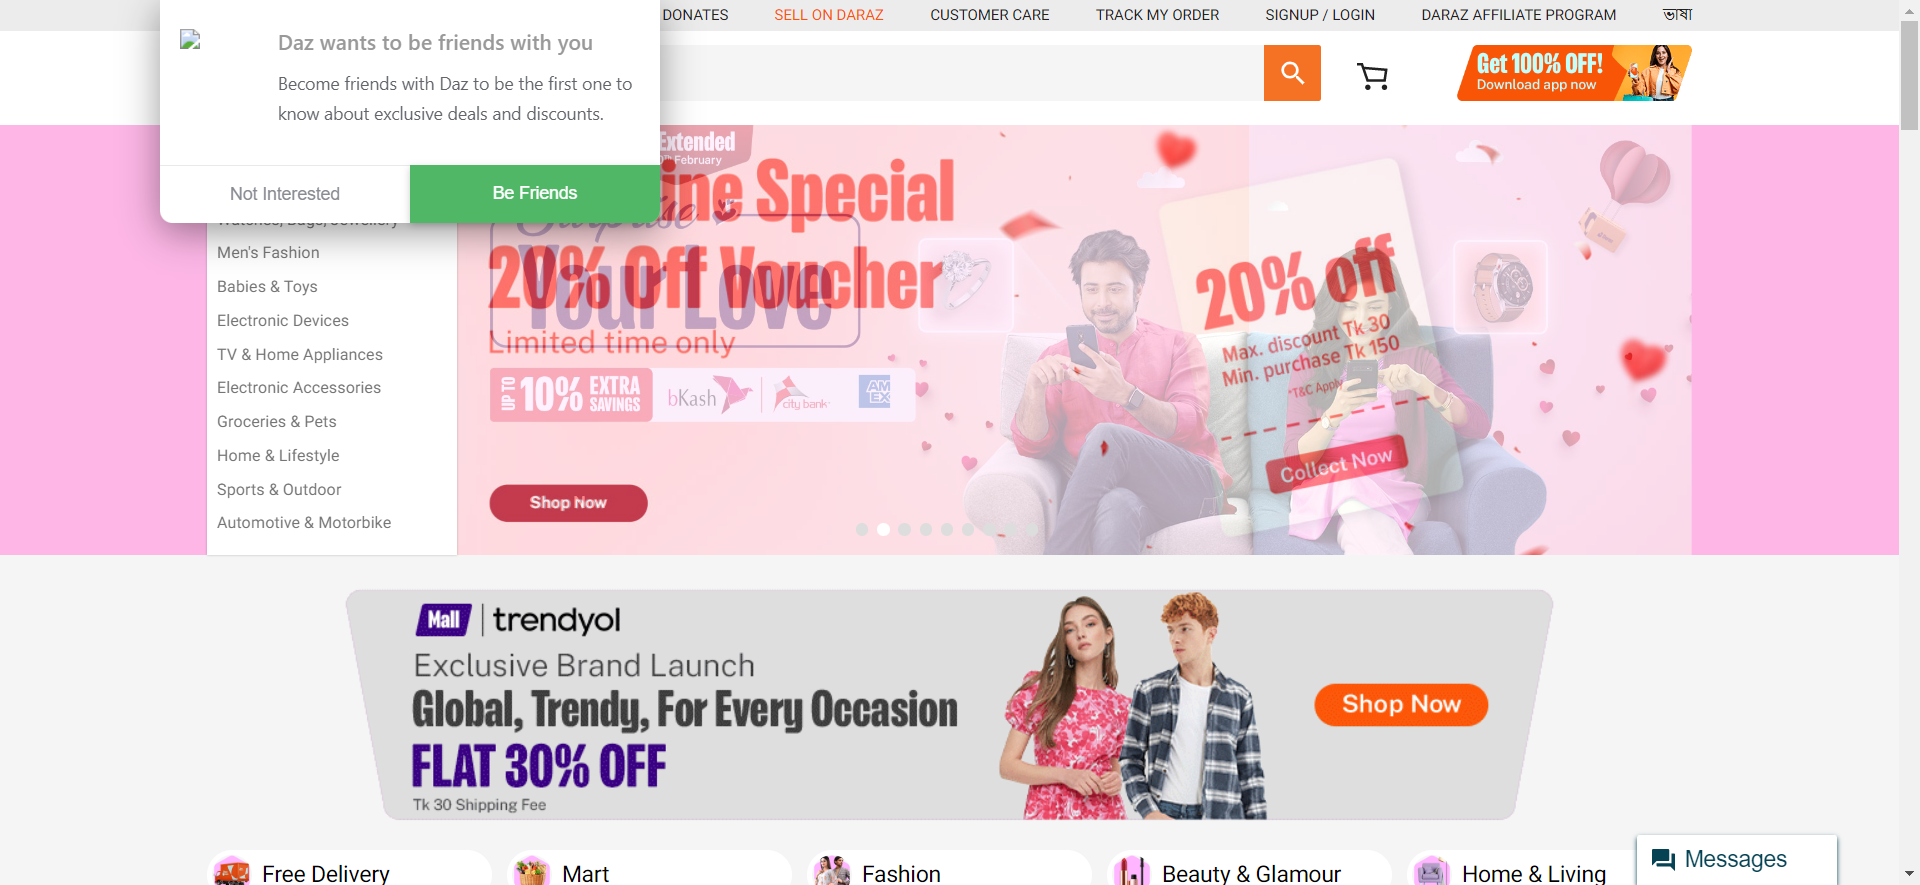 DONATES
SELL ON DARAZ
CUSTOMER CARE
TRACK MY ORDER
SIGNUP / LOGIN
DARAZ AFFILIATE PROGRAM
ভাষা
Daz wants to be friends with you
Become friends with Daz to be the first one to
know about exclusive deals and discounts.
Not Interested
Be Friends
Get 100% OFF!
Download app now
Watches, Bags, Jewellery
Men's Fashion
Babies & Toys
Electronic Devices
TV & Home Appliances
Electronic Accessories
Groceries & Pets
Home & Lifestyle
Sports & Outdoor
Automotive & Motorbike
Extended
February
ine Special
20% Off Voucher
Limited time only
Surprise
Your Love
UP TO 10% EXTRA SAVINGS
bKash
city bank
AM
EX
Shop Now
20% off
Max. discount Tk 30
Min. purchase Tk 150
*T&C Apply
Collect Now
Mall trendyol
Exclusive Brand Launch
Global, Trendy, For Every Occasion
FLAT 30% OFF
Tk 30 Shipping Fee
Shop Now
Free Delivery
Mart
Fashion
Beauty & Glamour
Home & Living
Messages